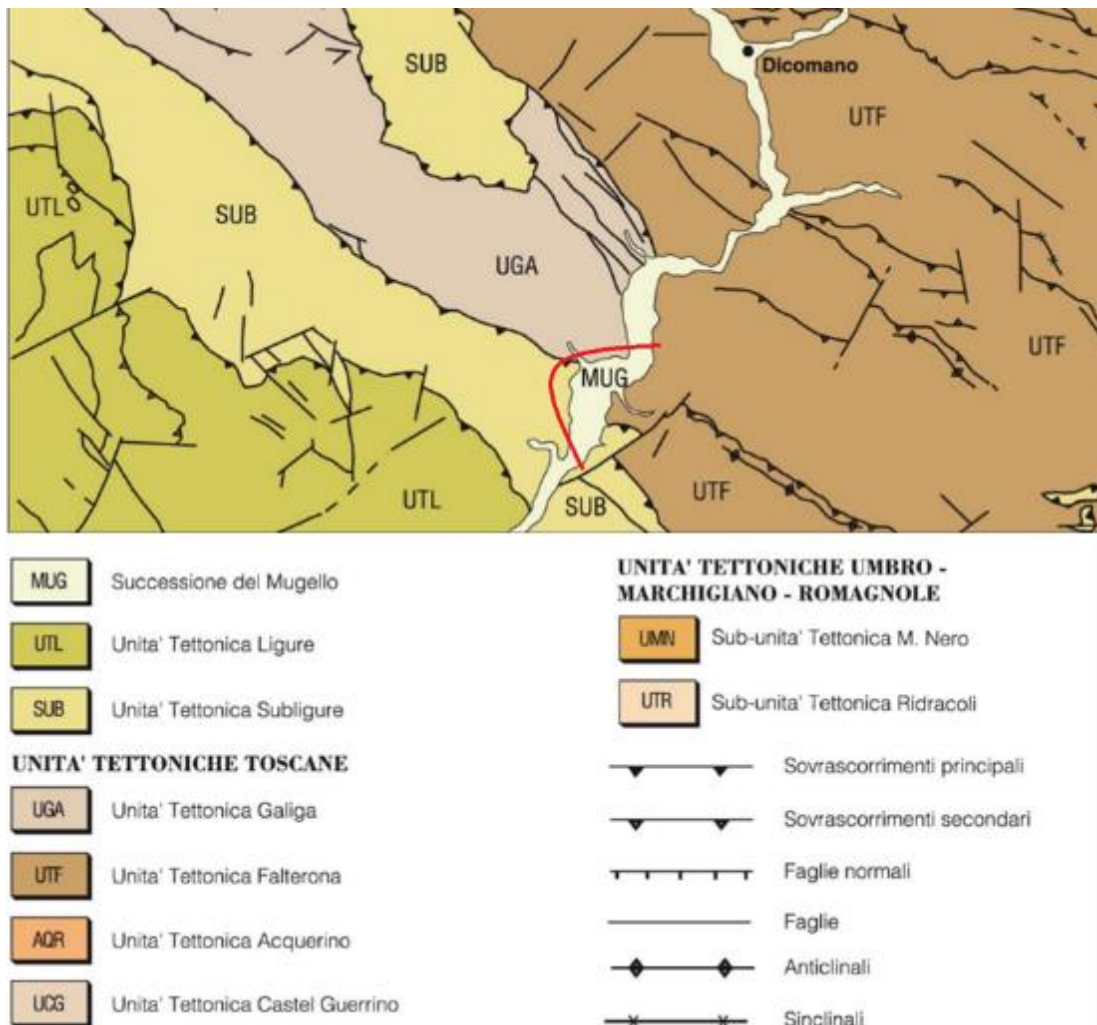 SUB
Dicomano
UTF
UTL
SUB
UGA
UTF
MUG
UTL
SUB
UTF
MUG Successione del Mugello
UTL Unita' Tettonica Ligure
SUB Unita' Tettonica Subligure
UNITA' TETTONICHE TOSCANE
UGA Unita' Tettonica Galiga
UTF Unita' Tettonica Falterona
AQR Unita' Tettonica Acquerino
UCG Unita' Tettonica Castel Guerrino
UNITA' TETTONICHE UMBRO -
MARCHIGIANO - ROMAGNOLE
UMN Sub-unita' Tettonica M. Nero
UTR Sub-unita' Tettonica Ridracoli
Sovrascorrimenti principali
Sovrascorrimenti secondari
Faglie normali
Faglie
Anticlinali
Sinclinali